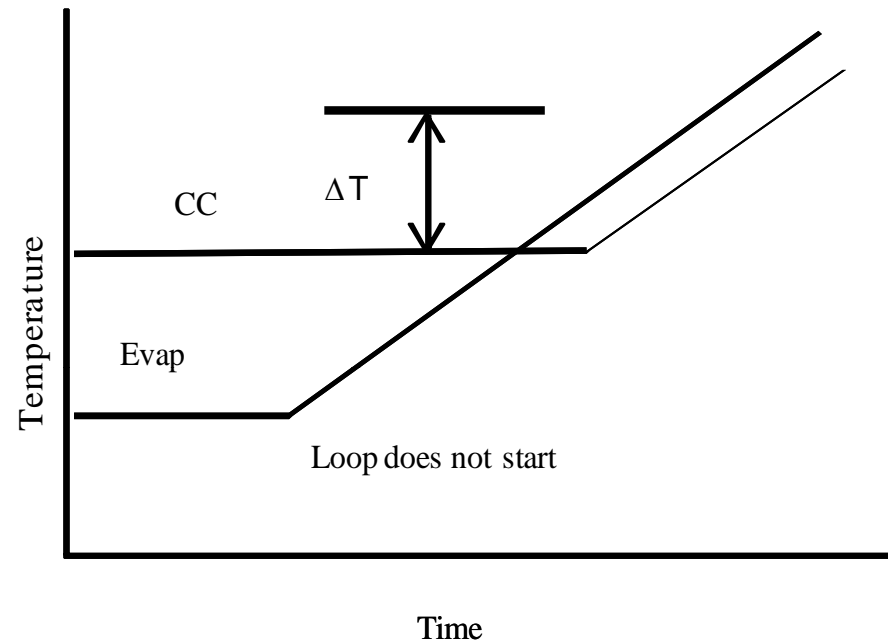 ΔT
CC
Temperature
Evap
Loop does not start
Time